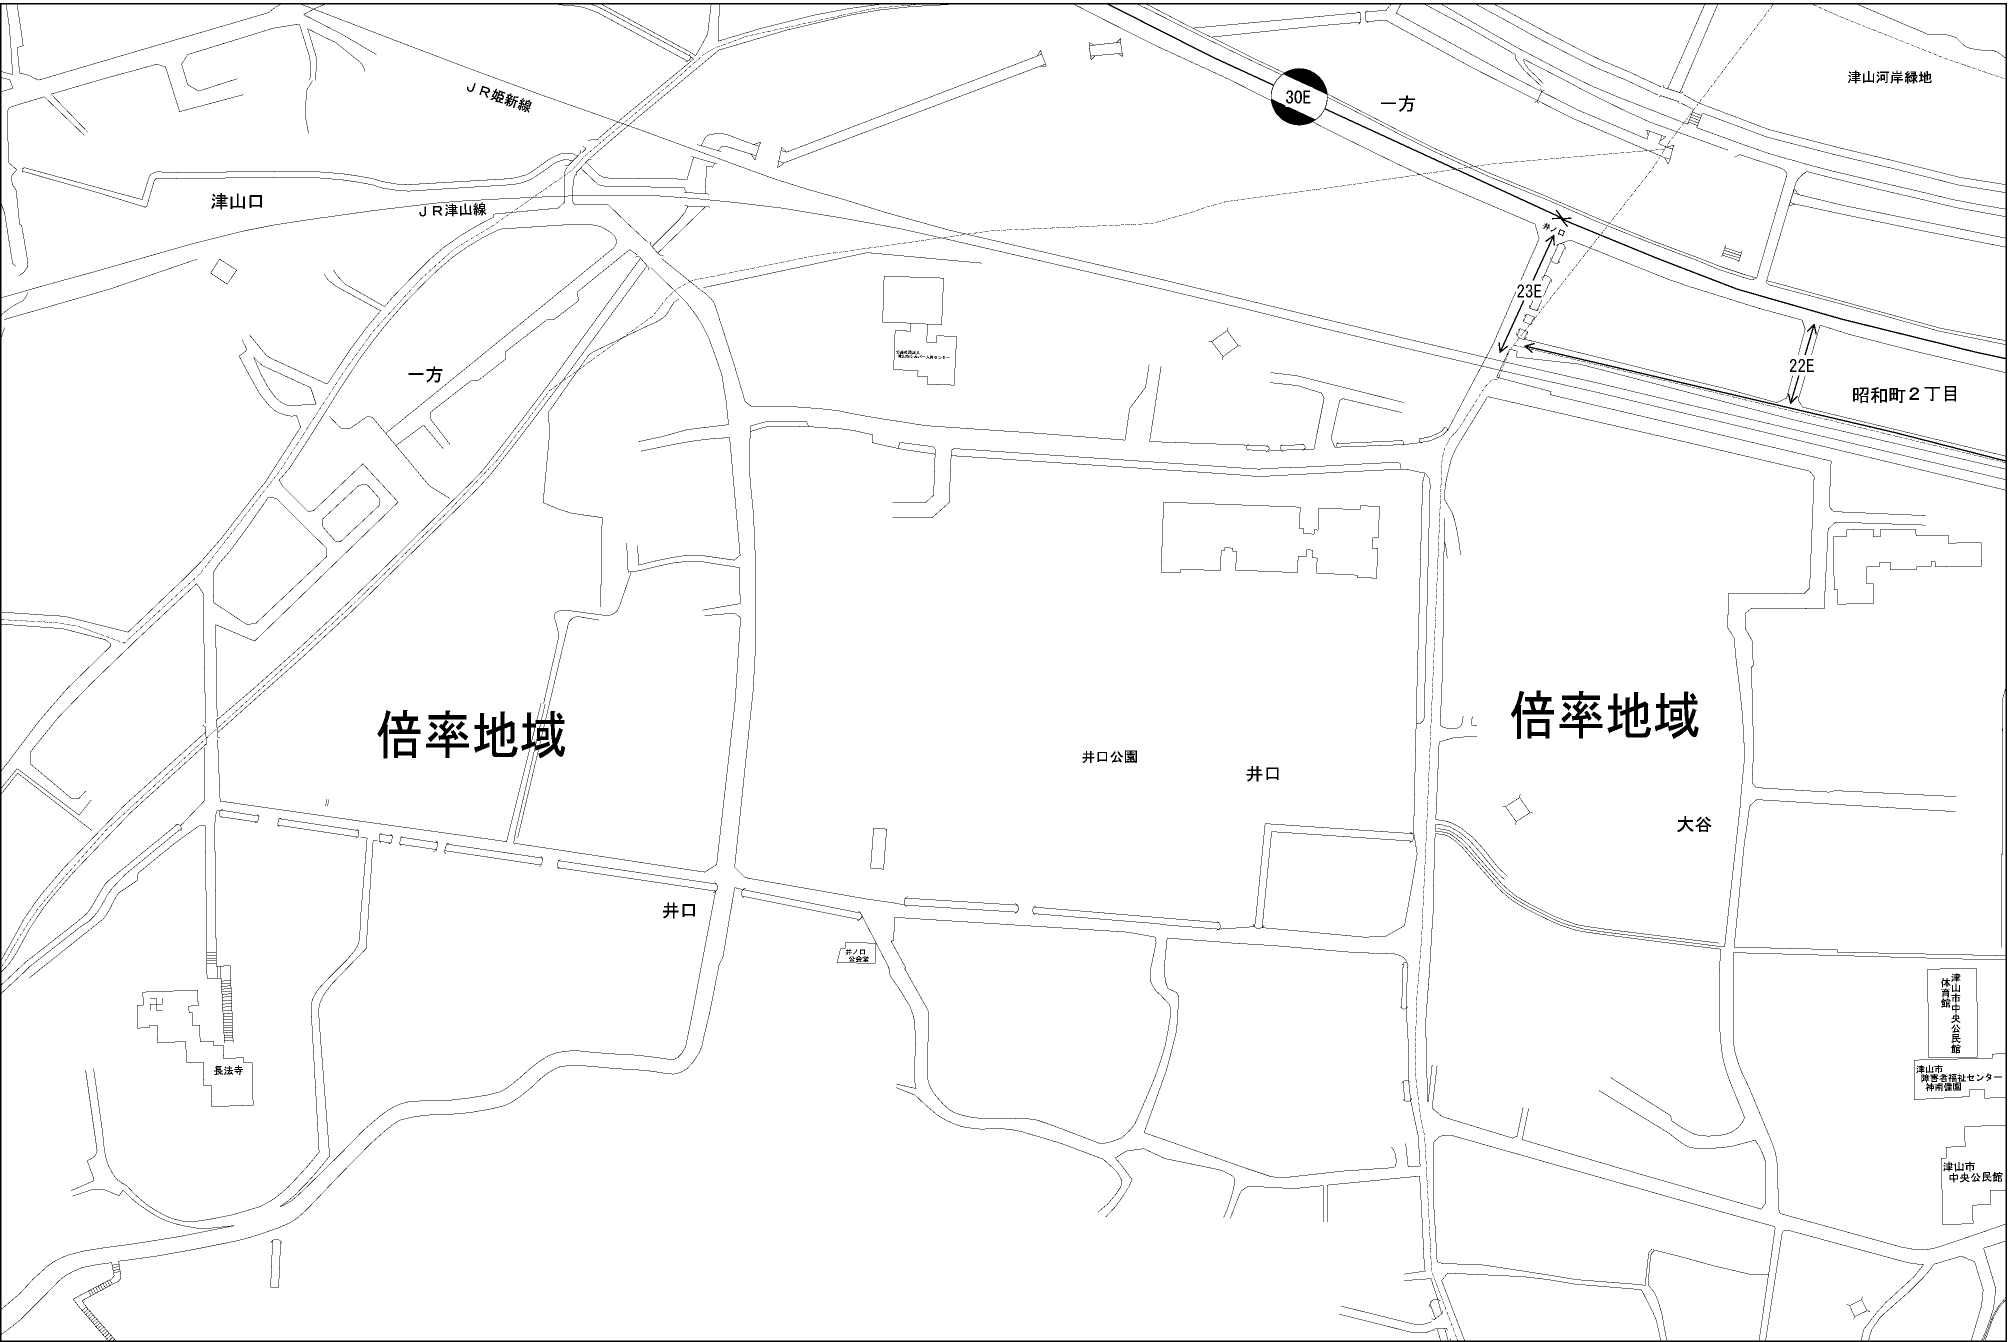 津山河岸緑地
ＪＲ姫新線
30E
一方
津山口
ＪＲ津山線
井ノ口
23E
22E
昭和町２丁目
一方
倍率地域
倍率地域
井口公園
井口
大谷
井口
井ノ口
公会堂
津山市中央公民館
体育館
長法寺
津山市
障害者福祉センター
神南備園
津山市
中央公民館